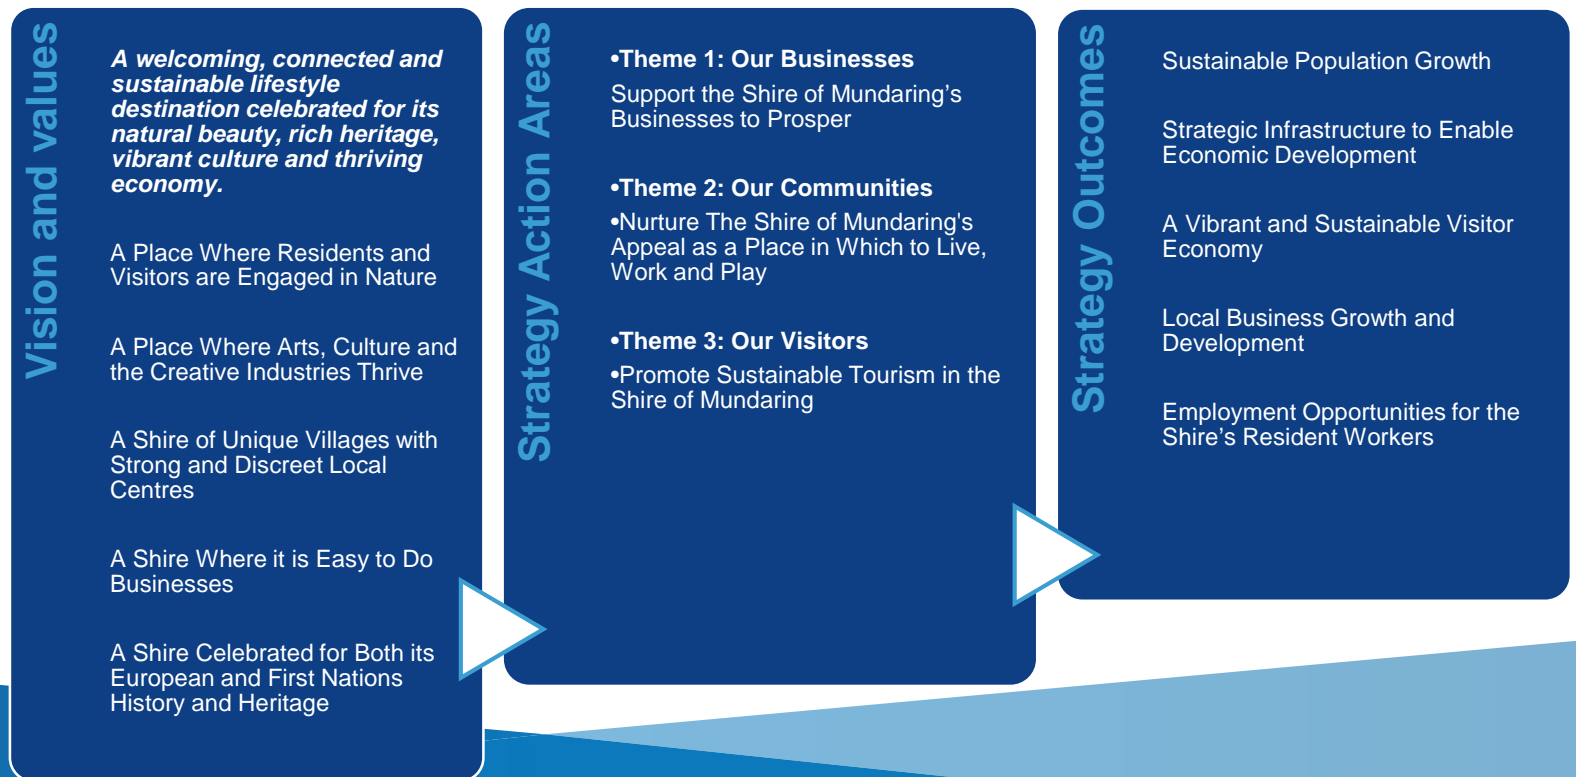 Vision and values
A welcoming, connected and
sustainable lifestyle
destination celebrated for its
natural beauty, rich heritage,
vibrant culture and thriving
economy.
A Place Where Residents and
Visitors are Engaged in Nature
A Place Where Arts, Culture and
the Creative Industries Thrive
A Shire of Unique Villages with
Strong and Discreet Local
Centres
A Shire Where it is Easy to Do
Businesses
A Shire Celebrated for Both its
European and First Nations
History and Heritage
Strategy Action Areas
•Theme 1: Our Businesses
Support the Shire of Mundaring’s
Businesses to Prosper
•Theme 2: Our Communities
•Nurture The Shire of Mundaring's
Appeal as a Place in Which to Live,
Work and Play
•Theme 3: Our Visitors
•Promote Sustainable Tourism in the
Shire of Mundaring
Strategy Outcomes
Sustainable Population Growth
Strategic Infrastructure to Enable
Economic Development
A Vibrant and Sustainable Visitor
Economy
Local Business Growth and
Development
Employment Opportunities for the
Shire’s Resident Workers